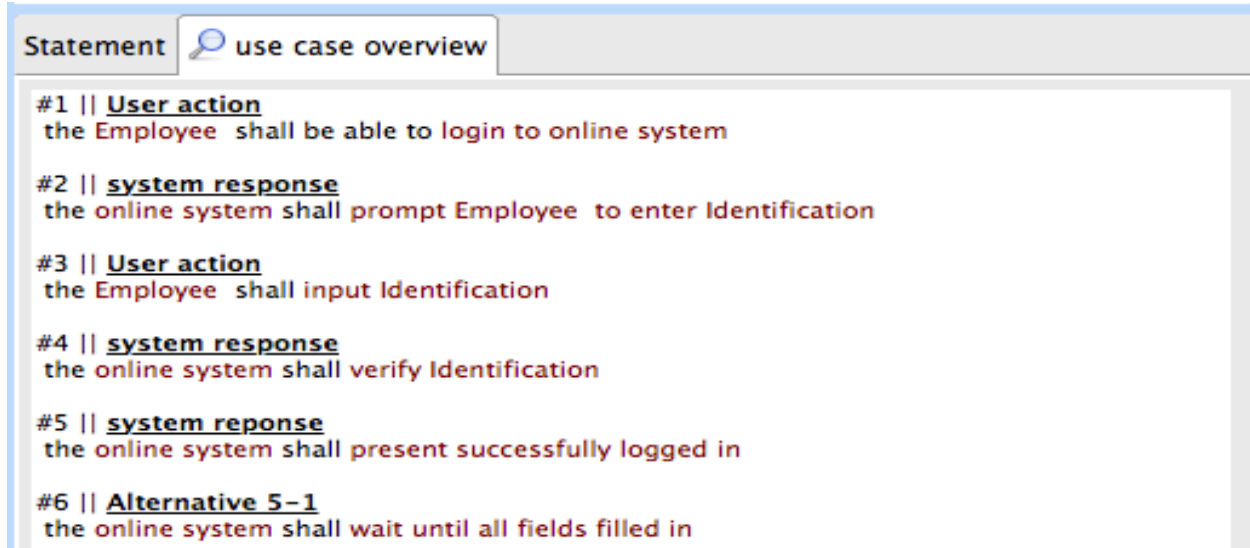 Statement use case overview
#1 || User action
the Employee shall be able to login to online system
#2 || system response
the online system shall prompt Employee to enter Identification
#3 || User action
the Employee shall input Identification
#4 || system response
the online system shall verify Identification
#5 || system reponse
the online system shall present successfully logged in
#6 || Alternative 5-1
the online system shall wait until all fields filled in